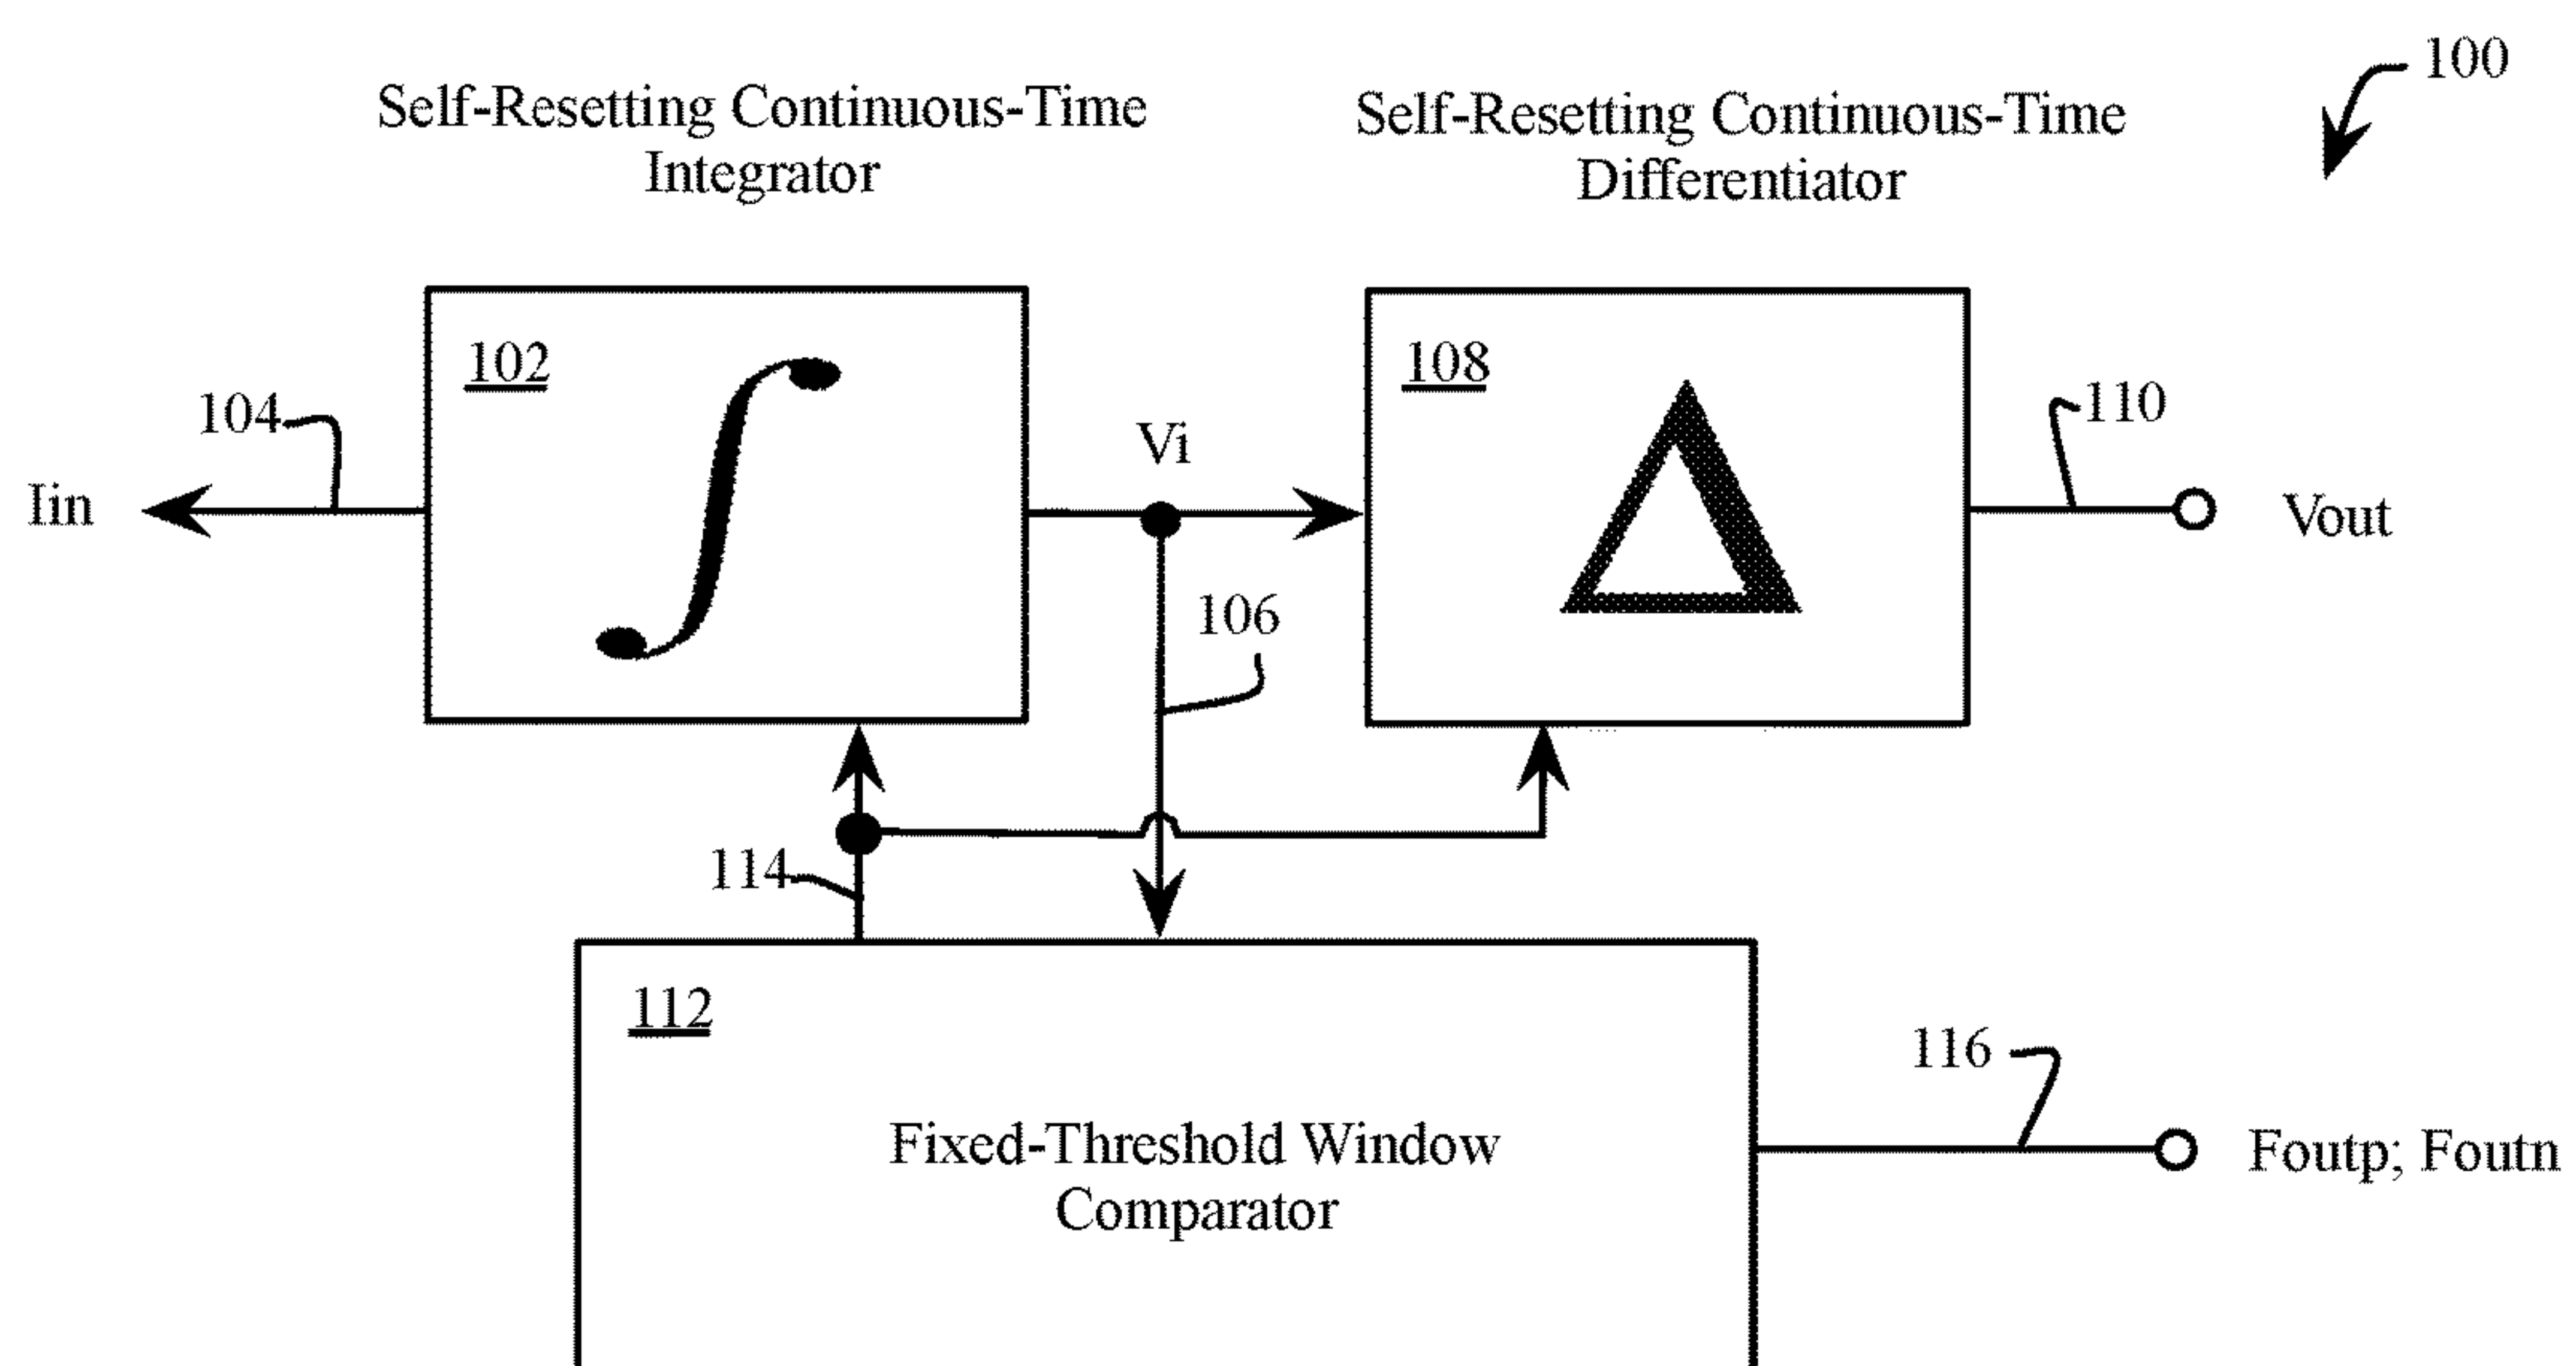 100
Self-Resetting Continuous-Time
Integrator
Self-Resetting Continuous-Time
Differentiator
102
108
104
110
Vi
Iin
Vout
106
114
112
116
Fixed-Threshold Window
Comparator
Foutp; Foutn